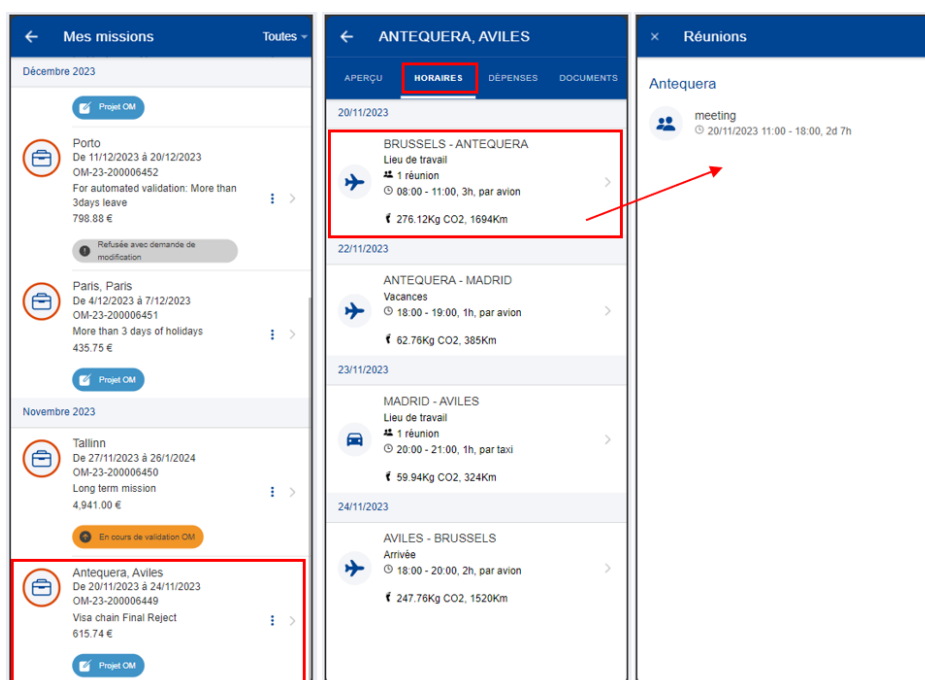 Mes missions
Toutes
Décembre 2023
Projet OM
Porto
De 11/12/2023 à 20/12/2023
OM-23-200006452
For automated validation: More than
3days leave
798.88 €
Refusée avec demande de
modification
Paris, Paris
De 4/12/2023 à 7/12/2023
OM-23-200006451
More than 3 days of holidays
435.75 €
Projet OM
Novembre 2023
Tallinn
De 27/11/2023 à 26/1/2024
OM-23-200006450
Long term mission
4,941.00 €
En cours de validation OM
Antequera, Aviles
De 20/11/2023 à 24/11/2023
OM-23-200006449
Visa chain Final Reject
615.74 €
Projet OM
ANTEQUERA, AVILES
APERÇU HORAIRES DÉPENSES DOCUMENTS
20/11/2023
BRUSSELS - ANTEQUERA
Lieu de travail
1 réunion
08:00 - 11:00, 3h, par avion
276.12Kg CO2, 1694Km
22/11/2023
ANTEQUERA - MADRID
Vacances
18:00 - 19:00, 1h, par avion
62.76Kg CO2, 385Km
23/11/2023
MADRID - AVILES
Lieu de travail
1 réunion
20:00 - 21:00, 1h, par taxi
59.94Kg CO2, 324Km
24/11/2023
AVILES - BRUSSELS
Arrivée
18:00 - 20:00, 2h, par avion
247.76Kg CO2, 1520Km
Réunions
Antequera
meeting
20/11/2023 11:00 - 18:00, 2d 7h